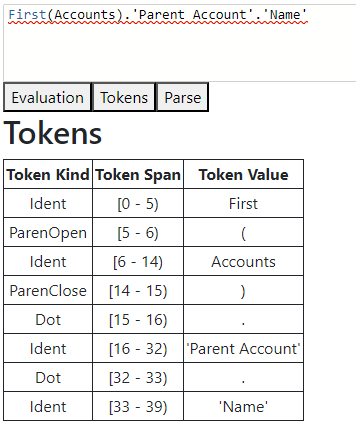 First(Accounts).'Parent Account'.'Name'
Evaluation Tokens Parse
Tokens
Token Kind Token Span Token Value
Ident [0 - 5) First
ParenOpen [5 - 6) (
Ident [6 - 14) Accounts
ParenClose [14 - 15) )
Dot [15 - 16) .
Ident [16 - 32) 'Parent Account'
Dot [32 - 33) .
Ident [33 - 39) 'Name'